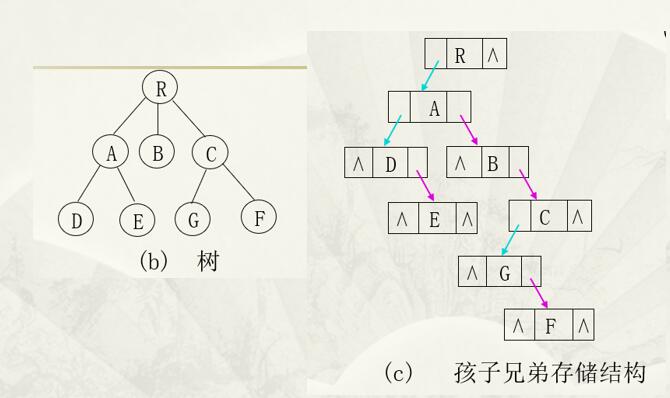 R
A B C
D E G F
(b) 树
R ∧
A
∧ D ∧ B
∧ E ∧ C ∧
∧ G
∧ F ∧
(c) 孩子兄弟存储结构